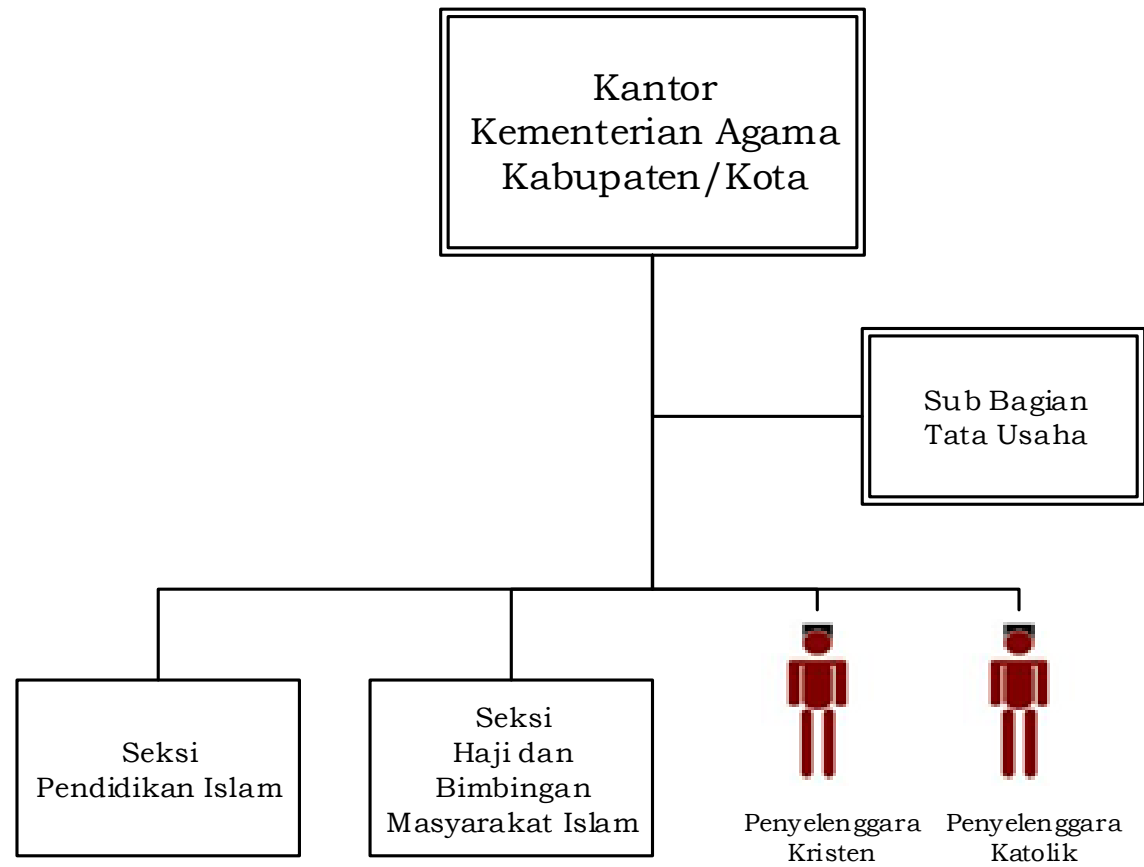 Kantor
Kementerian Agama
Kabupaten/Kota
Sub Bagian
Tata Usaha
Seksi
Pendidikan Islam
Seksi
Haji dan
Bimbingan
Masyarakat Islam
Penyelenggara
Kristen
Penyelenggara
Katolik